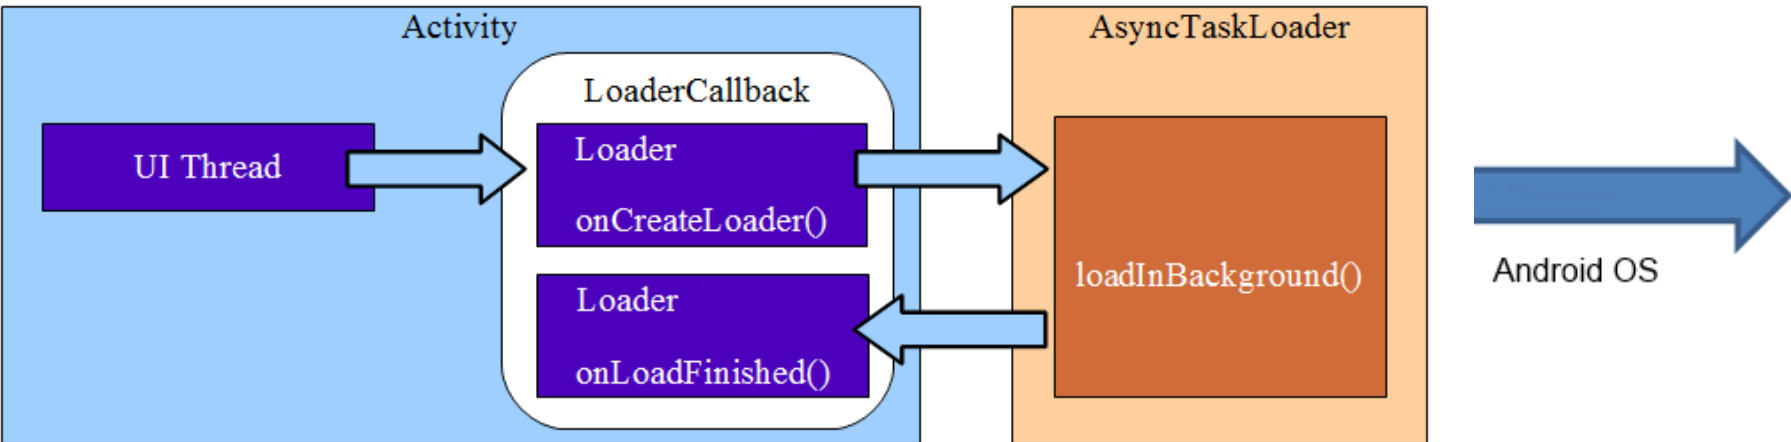 Activity
LoaderCallback
UI Thread
Loader
onCreateLoader()
Loader
onLoadFinished()
AsyncTaskLoader
loadInBackground()
Android OS